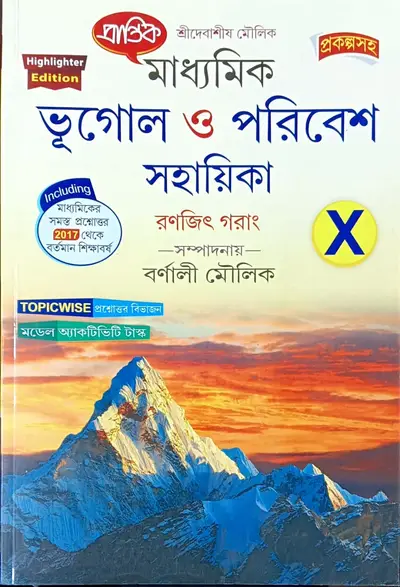 প্রান্তিক
শ্রীদেবাশীষ মৌলিক
প্রকল্পসহ
Highlighter
Edition
মাধ্যমিক
ভূগোল ও পরিবেশ
সহায়িকা
Including
মাধ্যমিকের
সমস্ত প্রশ্নোত্তর
2017 থেকে
বর্তমান শিক্ষাবর্ষ
রণজিৎ গরাং
—সম্পাদনায়—
বর্ণালী মৌলিক
X
TOPICWISE প্রশ্নোত্তর বিভাজন
মডেল অ্যাকটিভিটি টাস্ক